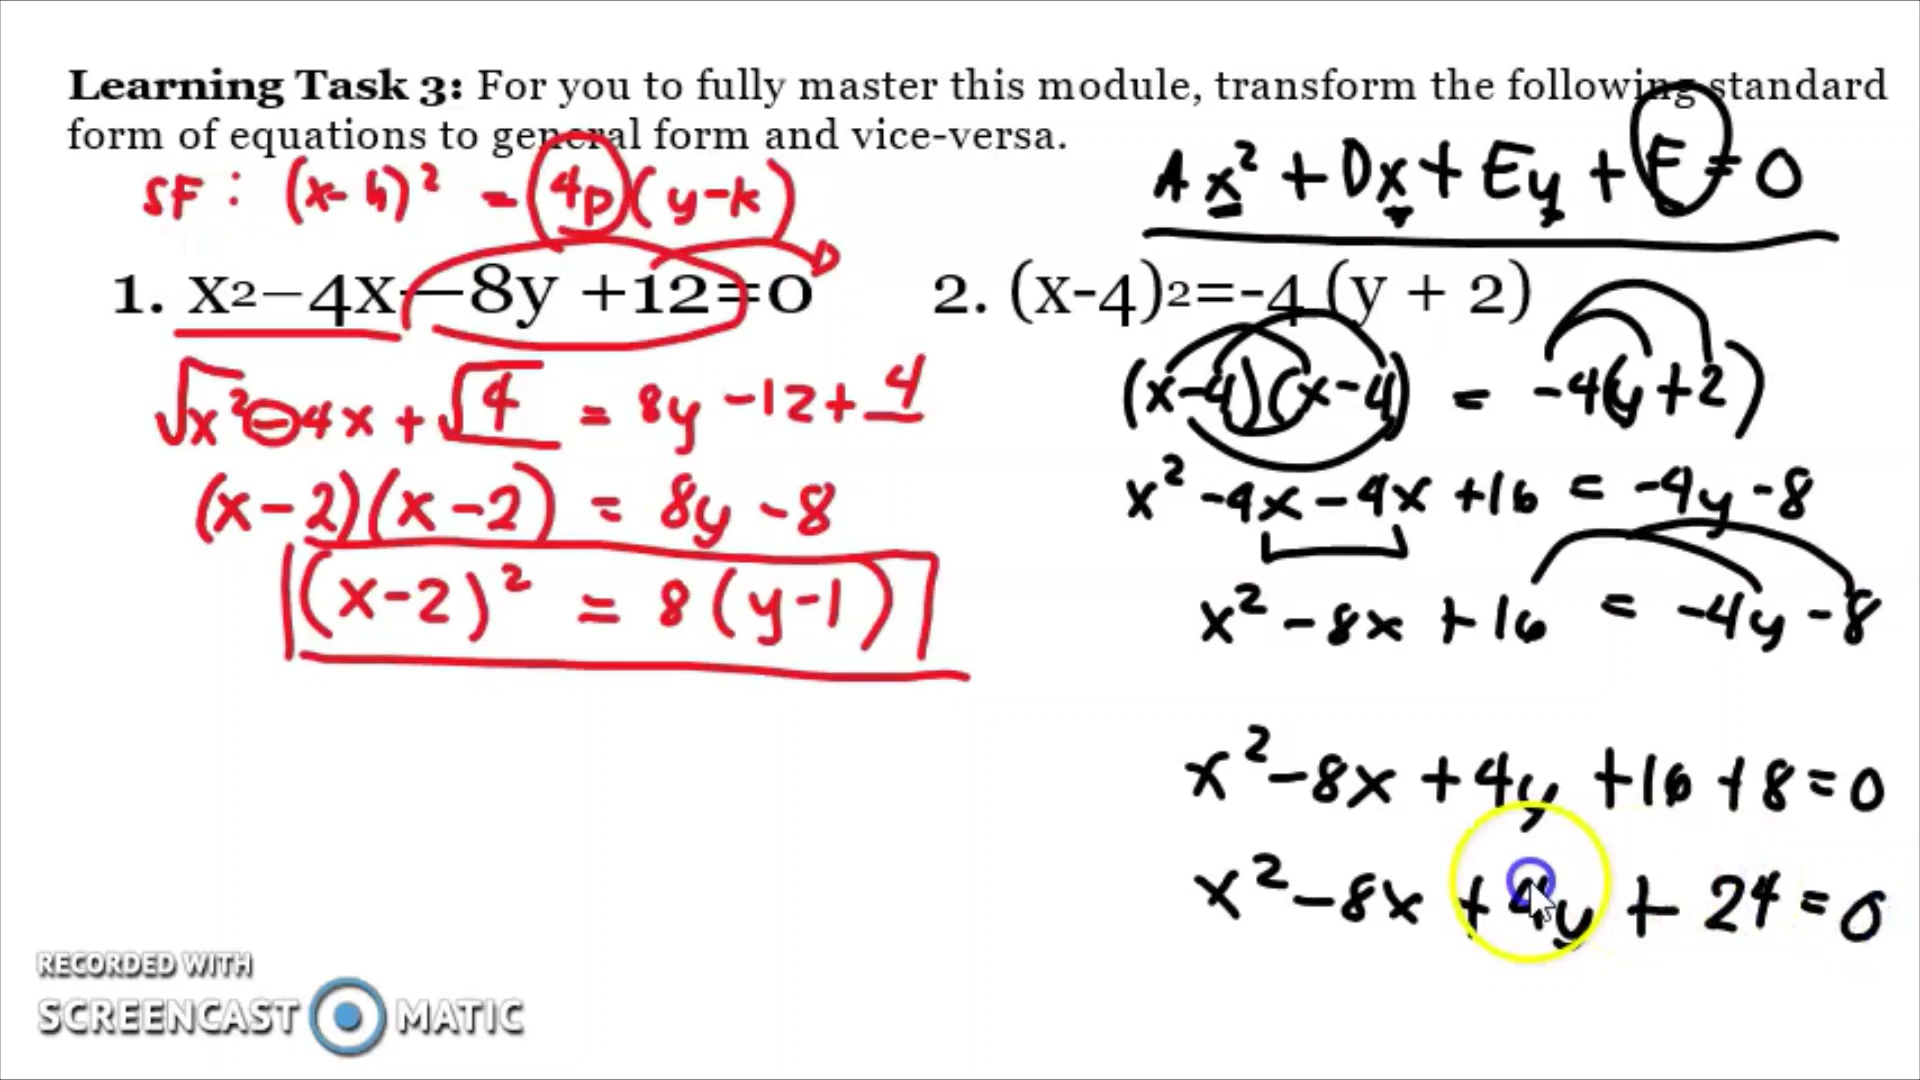 Learning Task 3: For you to fully master this module, transform the following standard
form of equations to general form and vice-versa.
SF : (x-h)² = 4p(y-k)
Ax² + Dx + Ey + F = 0
1. x2–4x–8y +12=0
2. (x-4)2=-4 (y + 2)
√x² - 4x + √4 = 8y -12 + 4
(x-2)(x-2) = 8y -8
(x-2)² = 8(y-1)
(x-4)(x-4) = -4(y+2)
x² -4x -4x +16 = -4y -8
x² -8x +16 = -4y -8
x² -8x +4y +16 +8 = 0
x² -8x +4y + 24 = 0
RECORDED WITH
SCREENCAST MATIC